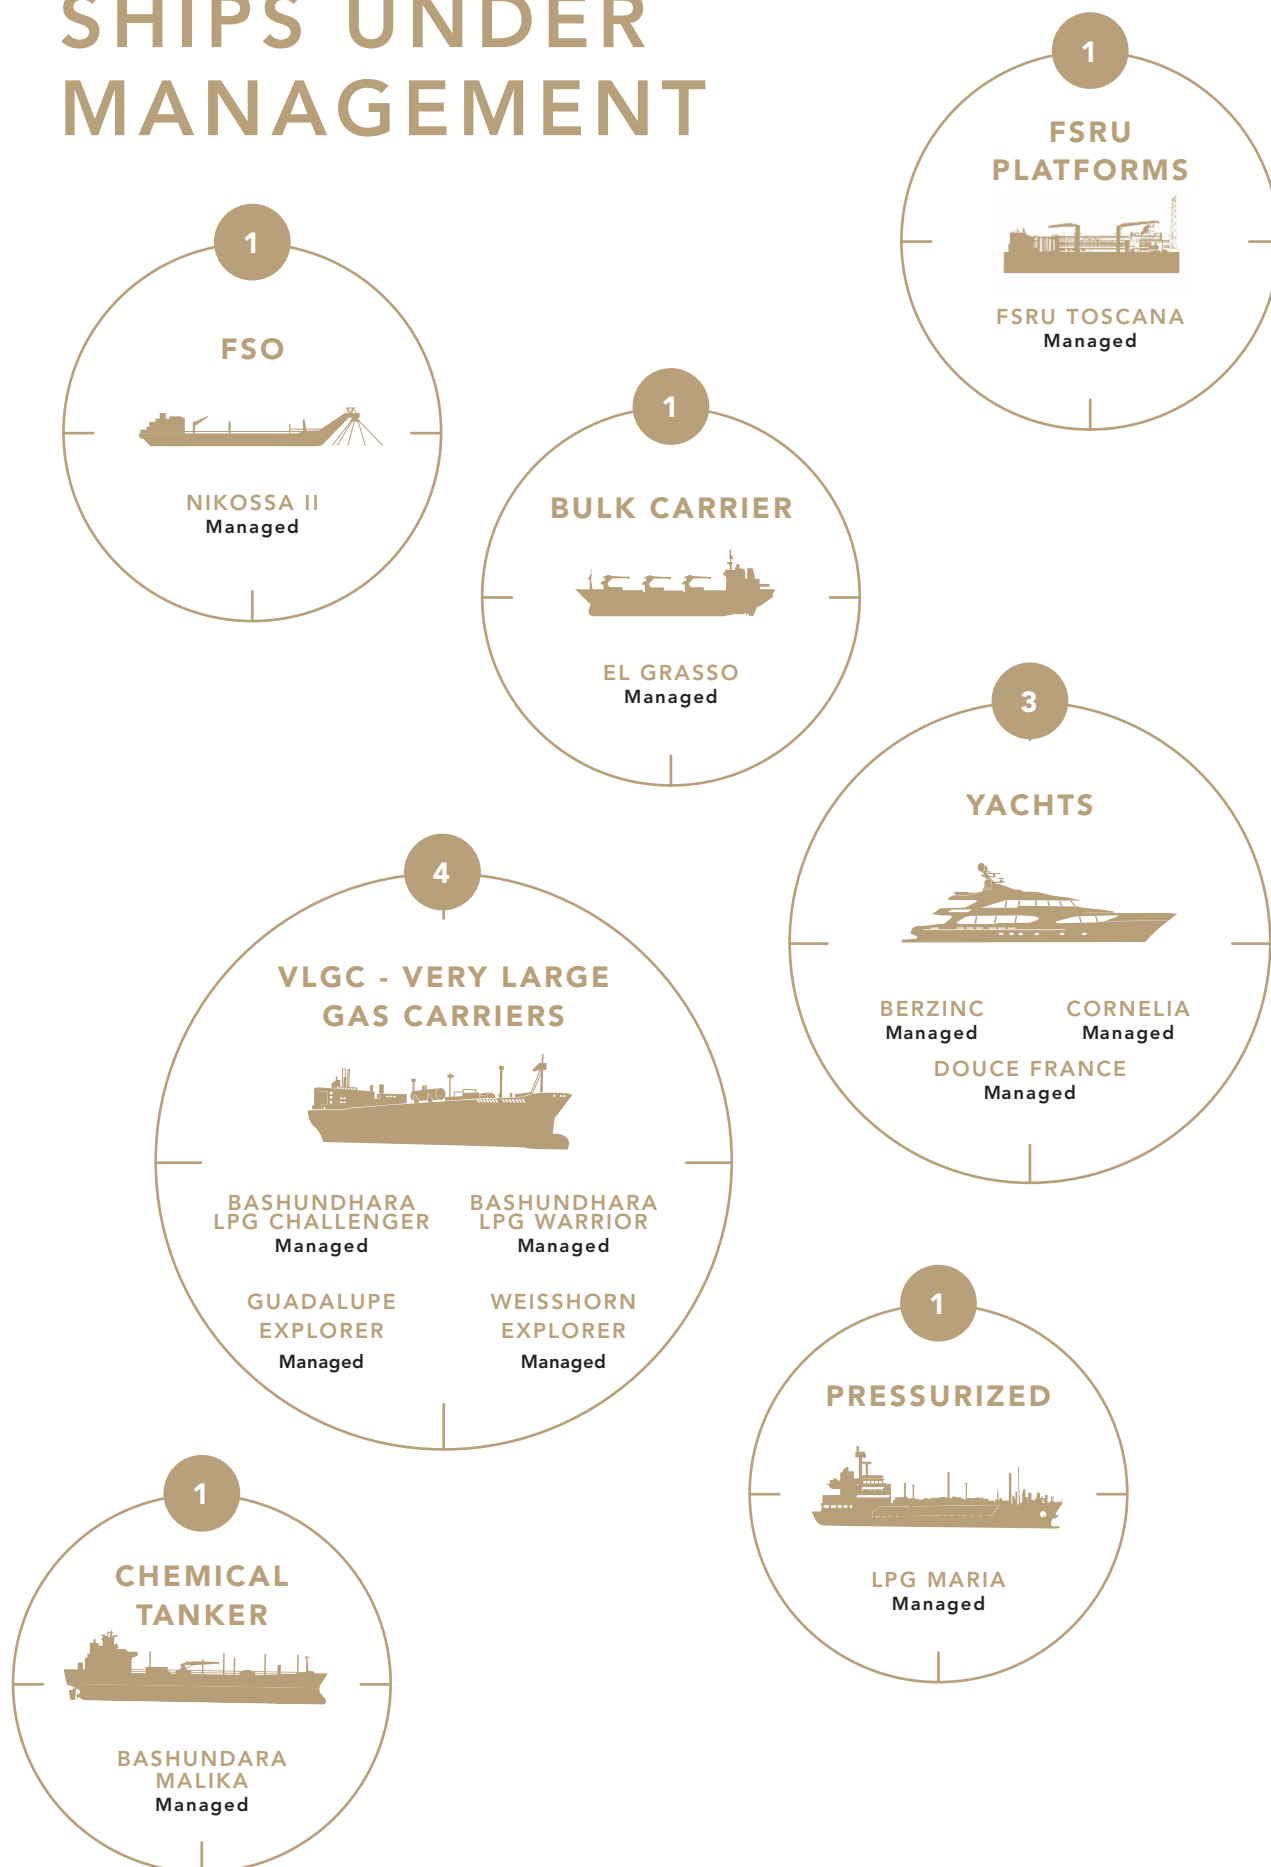 SHIPS UNDER
MANAGEMENT
1
FSRU
PLATFORMS
FSRU TOSCANA
Managed
1
FSO
NIKOSSA II
Managed
1
BULK CARRIER
EL GRASSO
Managed
3
YACHTS
BERZINC
Managed
CORNELIA
Managed
DOUCE FRANCE
Managed
4
VLGC - VERY LARGE
GAS CARRIERS
BASHUNDHARA
LPG CHALLENGER
Managed
BASHUNDHARA
LPG WARRIOR
Managed
GUADALUPE
EXPLORER
Managed
WEISSHORN
EXPLORER
Managed
1
PRESSURIZED
LPG MARIA
Managed
1
CHEMICAL
TANKER
BASHUNDARA
MALIKA
Managed